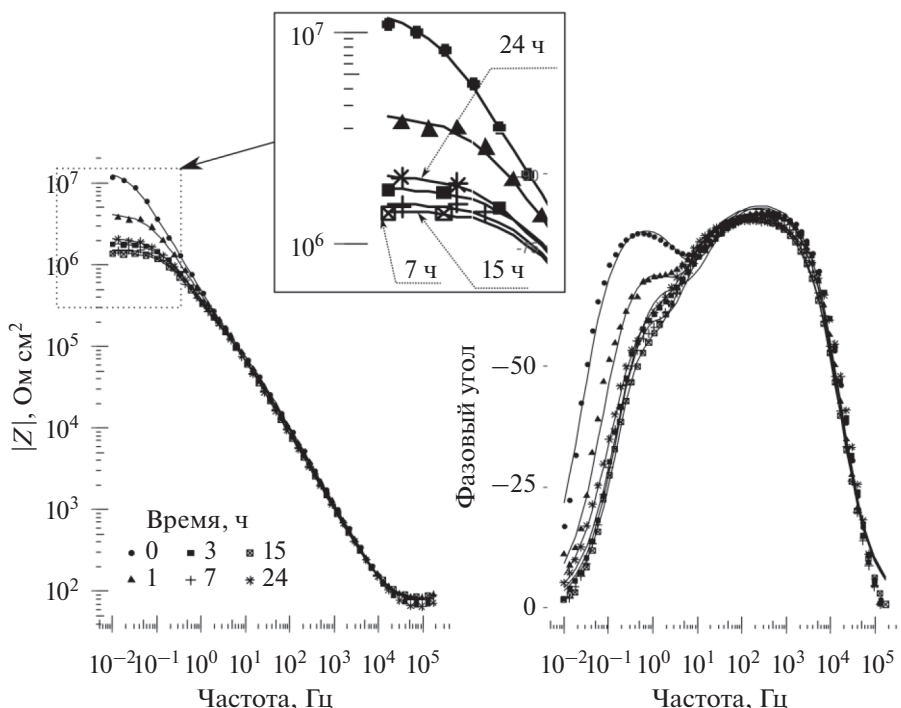 10⁷
24 ч
10⁶
7 ч
15 ч
|Z|, Ом см²
10⁷
10⁶
10⁵
10⁴
10³
10²
Время, ч
0 3 15
1 7 24
10⁻² 10⁻¹ 10⁰ 10¹ 10² 10³ 10⁴ 10⁵
Частота, Гц
Фазовый угол
−50
−25
0
10⁻² 10⁻¹ 10⁰ 10¹ 10² 10³ 10⁴ 10⁵
Частота, Гц